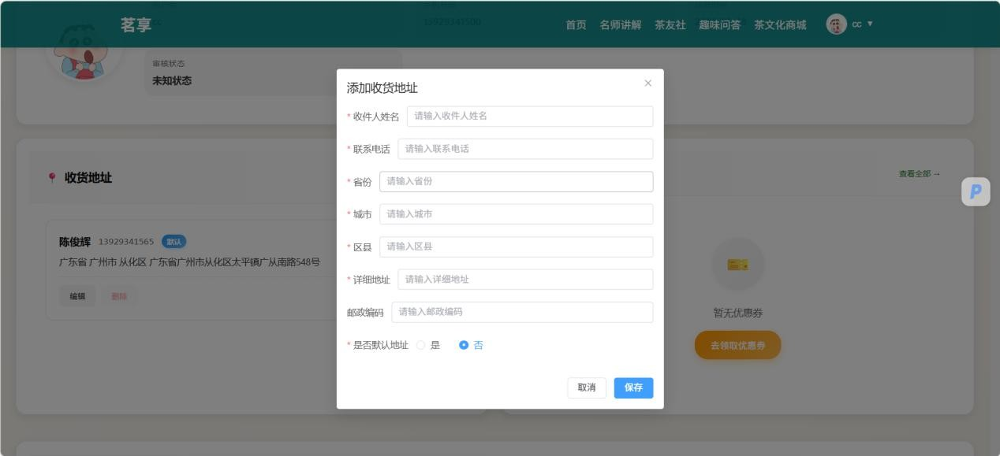 茗享
首页 名师讲解 茶友社 趣味问答 茶文化商城 cc ▼
审核状态
未知状态
添加收货地址 ×
* 收件人姓名 请输入收件人姓名
* 联系电话 请输入联系电话
* 省份 请输入省份
* 城市 请输入城市
* 区县 请输入区县
* 详细地址 请输入详细地址
邮政编码 请输入邮政编码
* 是否默认地址 是 否
取消 保存
收货地址
陈俊辉 13929341565 默认
广东省 广州市 从化区 广东省广州市从化区太平镇广从南路548号
编辑 删除
查看全部 →
暂无优惠券
去领取优惠券
P